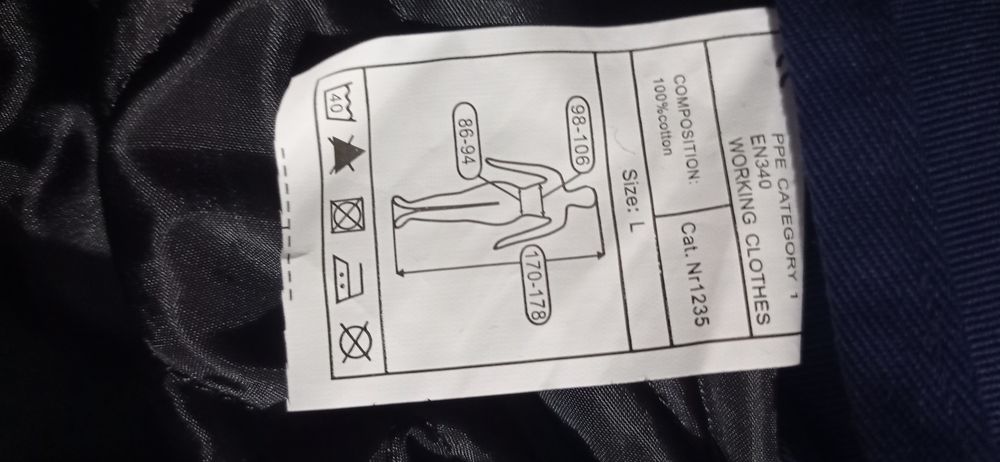 PPE CATEGORY 1
EN340
WORKING CLOTHES
COMPOSITION:
100%cotton
Cat. Nr1235
Size: L
98-106
86-94
170-178
40